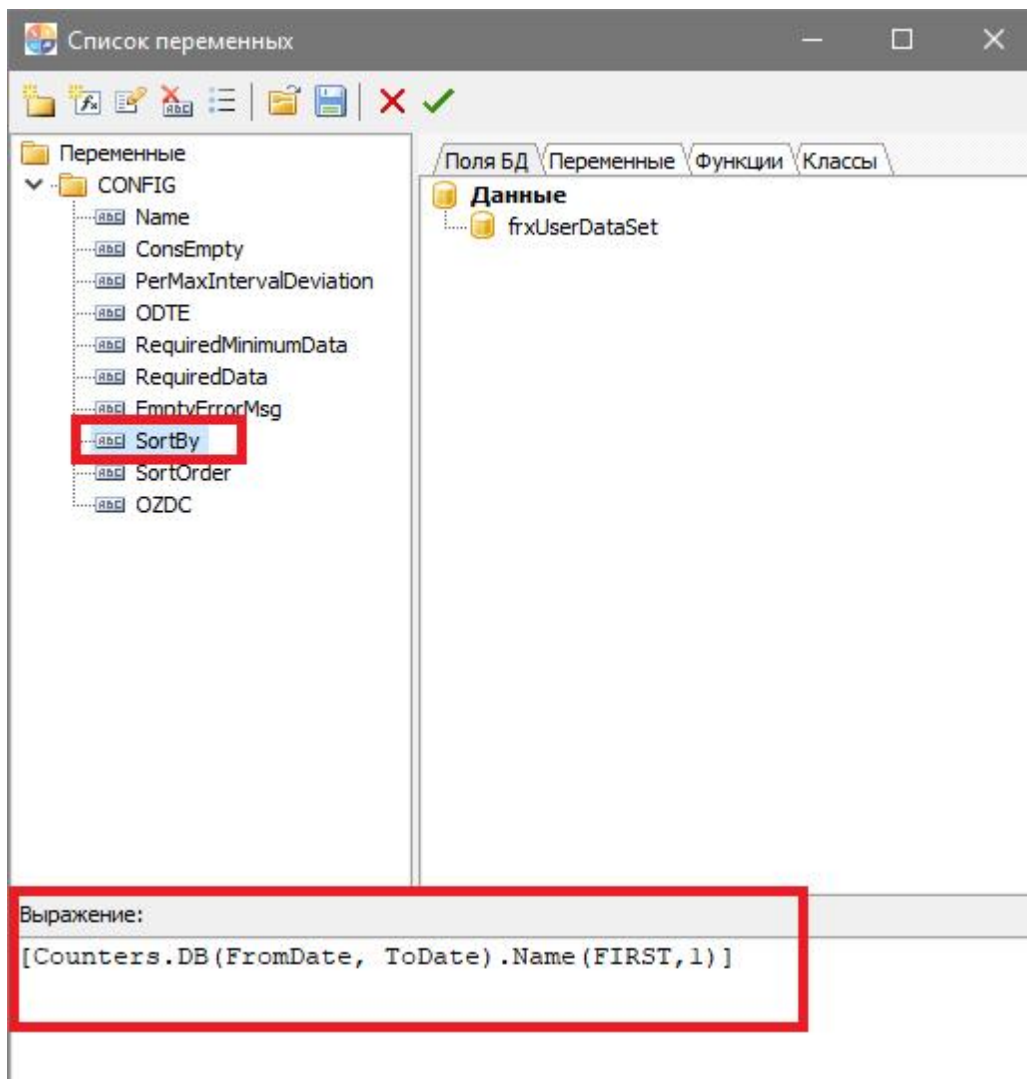 Список переменных
Переменные
CONFIG
Name
ConsEmpty
PerMaxIntervalDeviation
ODTE
RequiredMinimumData
RequiredData
EmptyErrorMsg
SortBy
SortOrder
OZDC
Поля БД Переменные Функции Классы
Данные
frxUserDataSet
Выражение:
[Counters.DB(FromDate, ToDate).Name(FIRST,1)]